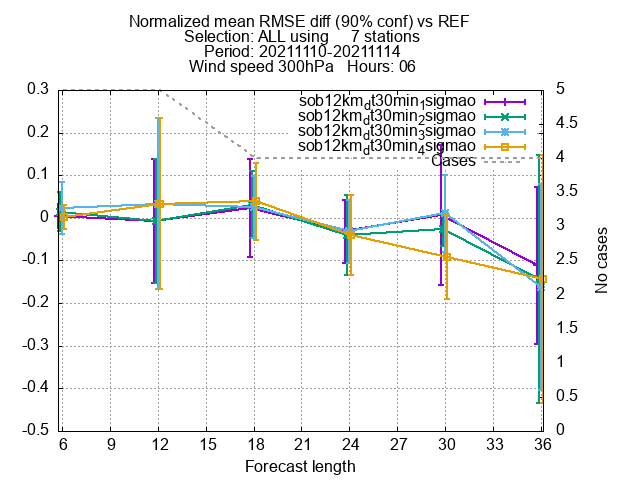 Normalized mean RMSE diff (90% conf) vs REF
Selection: ALL using     7 stations
Period: 20211110-20211114
Wind speed 300hPa   Hours: 06
sob12km_dt30min_1sigmao
sob12km_dt30min_2sigmao
sob12km_dt30min_3sigmao
sob12km_dt30min_4sigmao
Cases
0.3
0.2
0.1
0
-0.1
-0.2
-0.3
-0.4
-0.5
5
4.5
4
3.5
3
2.5
2
1.5
1
0.5
0
No cases
6 9 12 15 18 21 24 27 30 33 36
Forecast length